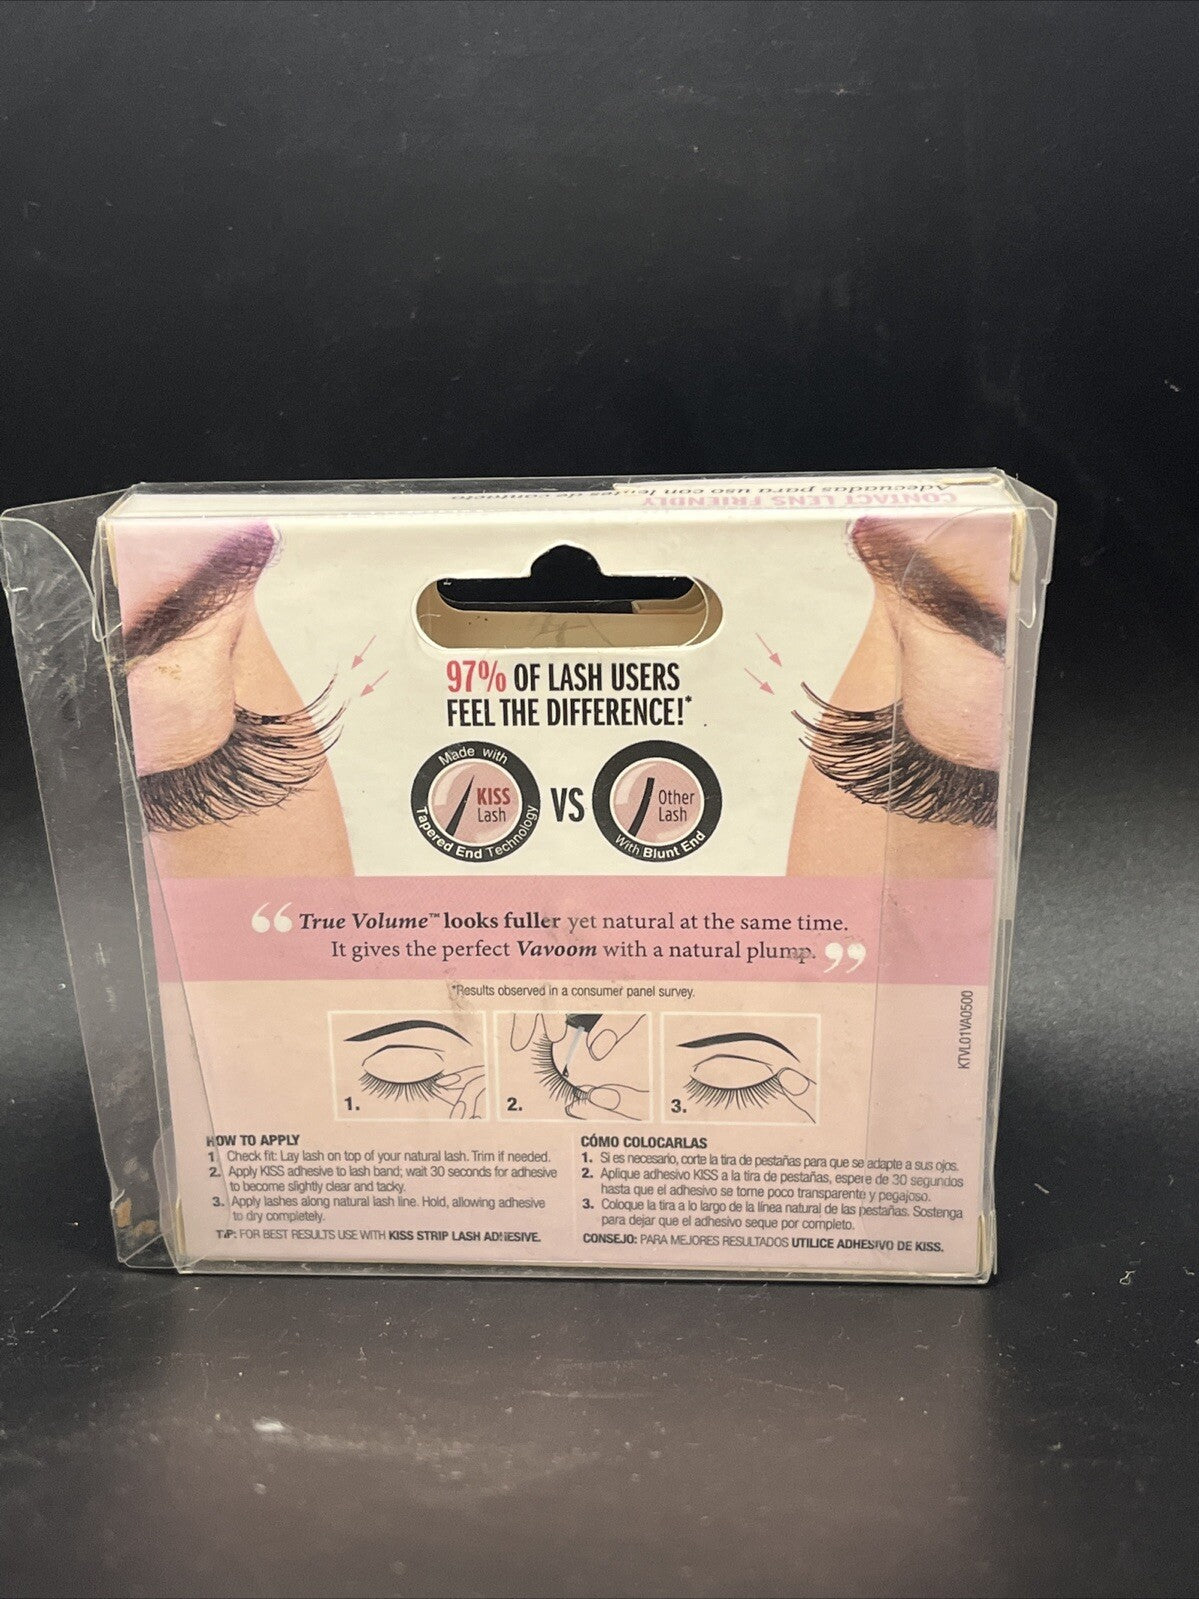 CONTACT LENS FRIENDLY
Adecuadas para uso con lentes de contacto
97% OF LASH USERS
FEEL THE DIFFERENCE!*
Made with
KISS
Lash
Tapered End Technology
VS
Other
Lash
With Blunt End
“True Volume™ looks fuller yet natural at the same time.
It gives the perfect Vavoom with a natural plump.”
*Results observed in a consumer panel survey.
KTVL01VA0500
1.
2.
3.
HOW TO APPLY
1. Check fit: Lay lash on top of your natural lash. Trim if needed.
2. Apply KISS adhesive to lash band; wait 30 seconds for adhesive
to become slightly clear and tacky.
3. Apply lashes along natural lash line. Hold, allowing adhesive
to dry completely.
TIP: FOR BEST RESULTS USE WITH KISS STRIP LASH ADHESIVE.
CÓMO COLOCARLAS
1. Si es necesario, corte la tira de pestañas para que se adapte a sus ojos.
2. Aplique adhesivo KISS a la tira de pestañas, espere de 30 segundos
hasta que el adhesivo se torne poco transparente y pegajoso.
3. Coloque la tira a lo largo de la línea natural de las pestañas. Sostenga
para dejar que el adhesivo seque por completo.
CONSEJO: PARA MEJORES RESULTADOS UTILICE ADHESIVO DE KISS.